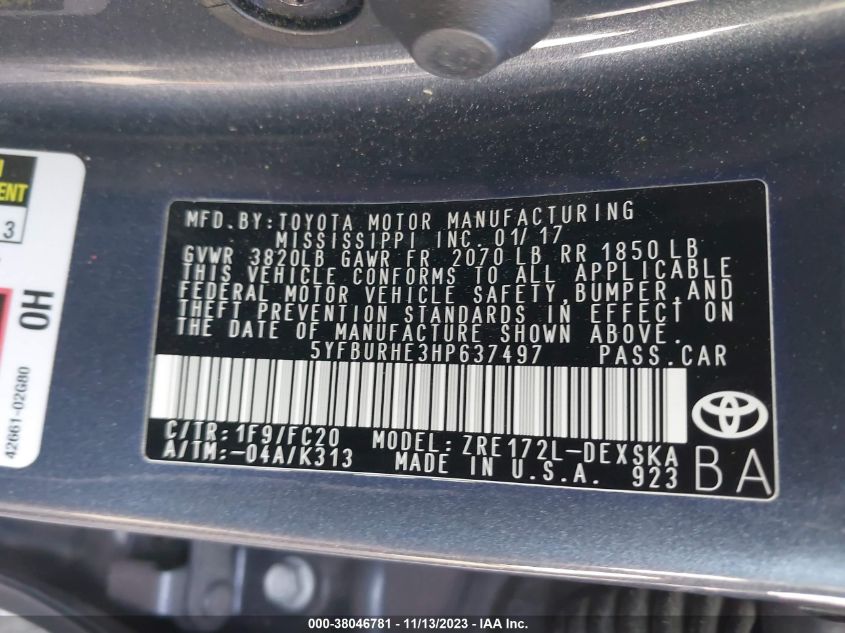 MFD.BY:TOYOTA MOTOR MANUFACTURING
MISSISSIPPI INC. 01/17
GVWR 3820LB GAWR FR 2070 LB RR 1850 LB
THIS VEHICLE CONFORMS TO ALL APPLICABLE
FEDERAL MOTOR VEHICLE SAFETY,BUMPER,AND
THEFT PREVENTION STANDARDS IN EFFECT ON
THE DATE OF MANUFACTURE SHOWN ABOVE.
5YFBURHE3HP637497 PASS.CAR
C/TR:1F9/FC20 MODEL:ZRE172L-DEXSKA
A/TM:-04A/K313 MADE IN U.S.A. 923
BA
3
OH
42661-02G80
000-38046781 - 11/13/2023 - IAAI, Inc.